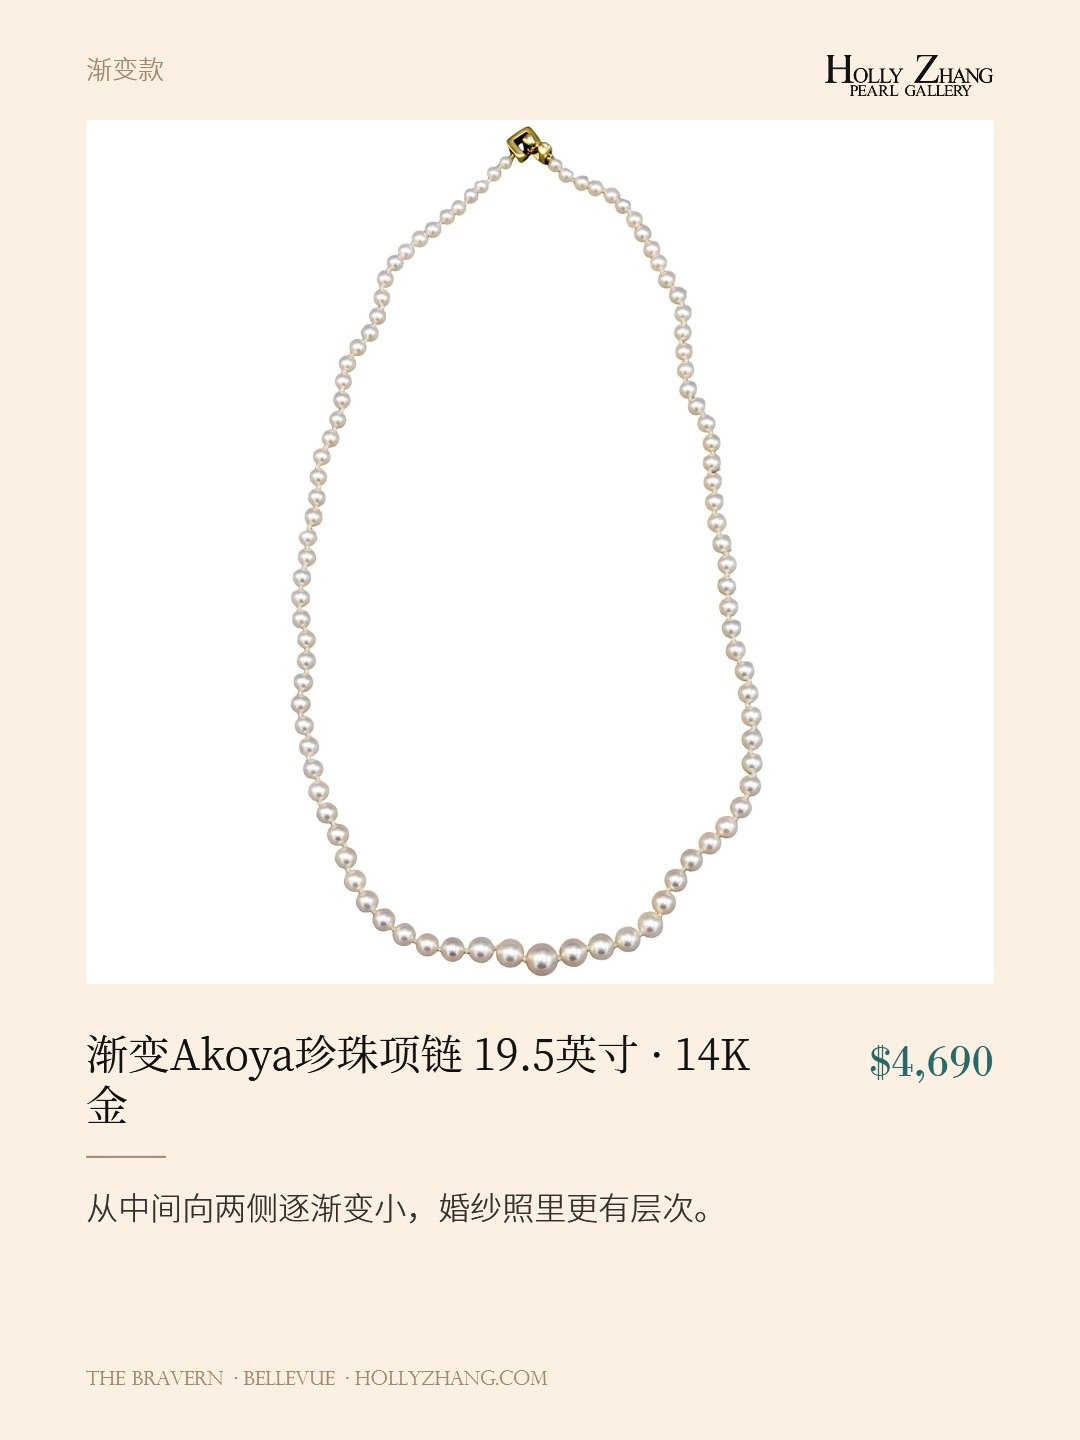 渐变款
HOLLY ZHANG
PEARL GALLERY
渐变Akoya珍珠项链 19.5英寸 · 14K
金
$4,690
从中间向两侧逐渐变小，婚纱照里更有层次。
THE BRAVERN · BELLEVUE · HOLLYZHANG.COM